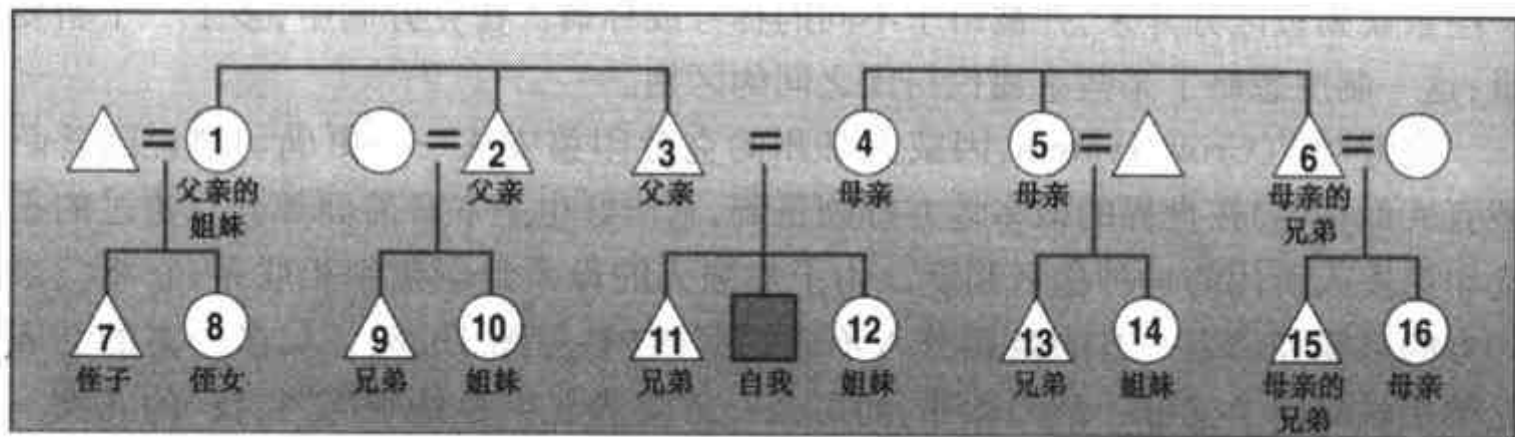 1
2
3
4
5
6
父亲的
姐妹
父亲
父亲
母亲
母亲
母亲的
兄弟
7
8
9
10
11
12
13
14
15
16
侄子
侄女
兄弟
姐妹
兄弟
自我
姐妹
兄弟
姐妹
母亲的
兄弟
母亲